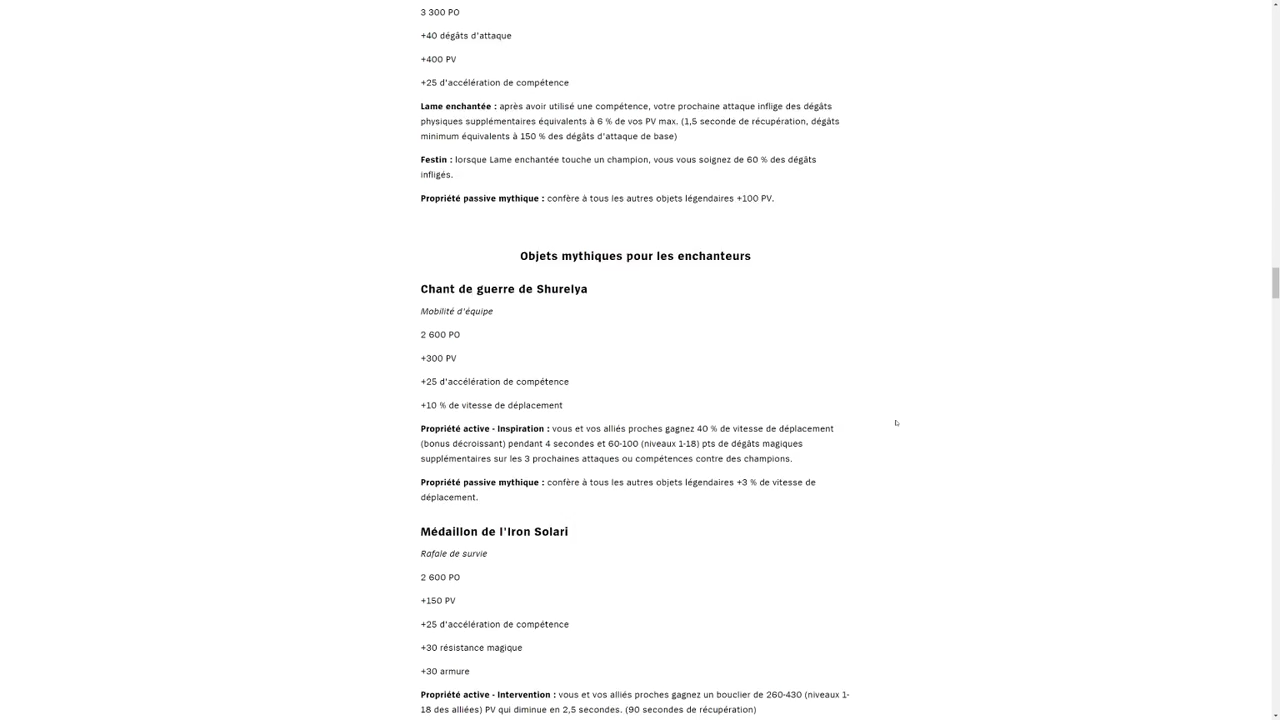 3 300 PO
+40 dégâts d'attaque
+400 PV
+25 d'accélération de compétence
Lame enchantée : après avoir utilisé une compétence, votre prochaine attaque inflige des dégâts
physiques supplémentaires équivalents à 6 % de vos PV max. (1,5 seconde de récupération, dégâts
minimum équivalents à 150 % des dégâts d'attaque de base)
Festin : lorsque Lame enchantée touche un champion, vous vous soignez de 60 % des dégâts
infligés.
Propriété passive mythique : confère à tous les autres objets légendaires +100 PV.
Objets mythiques pour les enchanteurs
Chant de guerre de Shurelya
Mobilité d'équipe
2 600 PO
+300 PV
+25 d'accélération de compétence
+10 % de vitesse de déplacement
Propriété active - Inspiration : vous et vos alliés proches gagnez 40 % de vitesse de déplacement
(bonus décroissant) pendant 4 secondes et 60-100 (niveaux 1-18) pts de dégâts magiques
supplémentaires sur les 3 prochaines attaques ou compétences contre des champions.
Propriété passive mythique : confère à tous les autres objets légendaires +3 % de vitesse de
déplacement.
Médaillon de l'Iron Solari
Rafale de survie
2 600 PO
+150 PV
+25 d'accélération de compétence
+30 résistance magique
+30 armure
Propriété active - Intervention : vous et vos alliés proches gagnez un bouclier de 260-430 (niveaux 1-
18 des alliées) PV qui diminue en 2,5 secondes. (90 secondes de récupération)